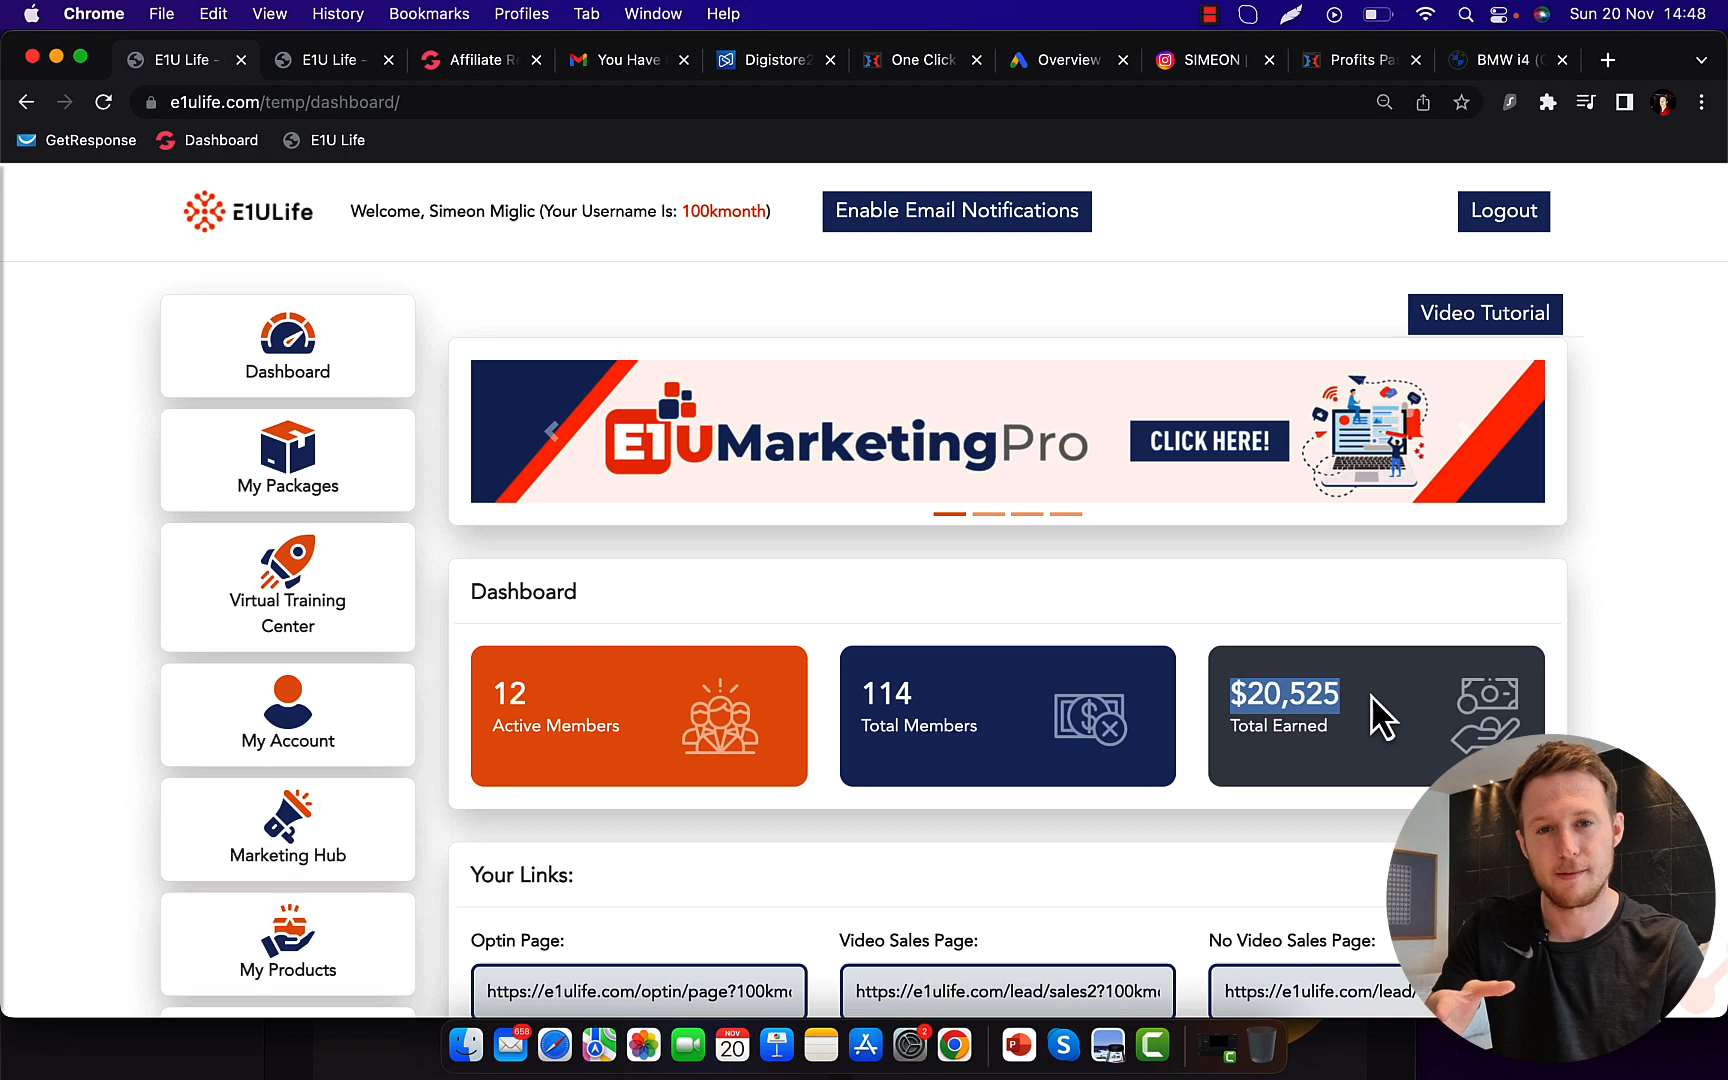 Chrome File Edit View History Bookmarks Profiles Tab Window Help Sun 20 Nov 14:48
E1U Life - E1U Life - Affiliate Re You Have Digistore2 One Click Overview SIMEON | Profits Pa BMW i4 (
e1ulife.com/temp/dashboard/
GetResponse Dashboard E1U Life
E1ULife Welcome, Simeon Miglic (Your Username Is: 100kmonth) Enable Email Notifications Logout
Video Tutorial
Dashboard
My Packages
Virtual Training
Center
My Account
Marketing Hub
My Products
E1UMarketingPro CLICK HERE!
Dashboard
12
Active Members
114
Total Members
$20,525
Total Earned
Your Links:
Optin Page: Video Sales Page: No Video Sales Page:
https://e1ulife.com/optin/page?100km https://e1ulife.com/lead/sales2?100km https://e1ulife.com/lead/
658
NOV
20
2